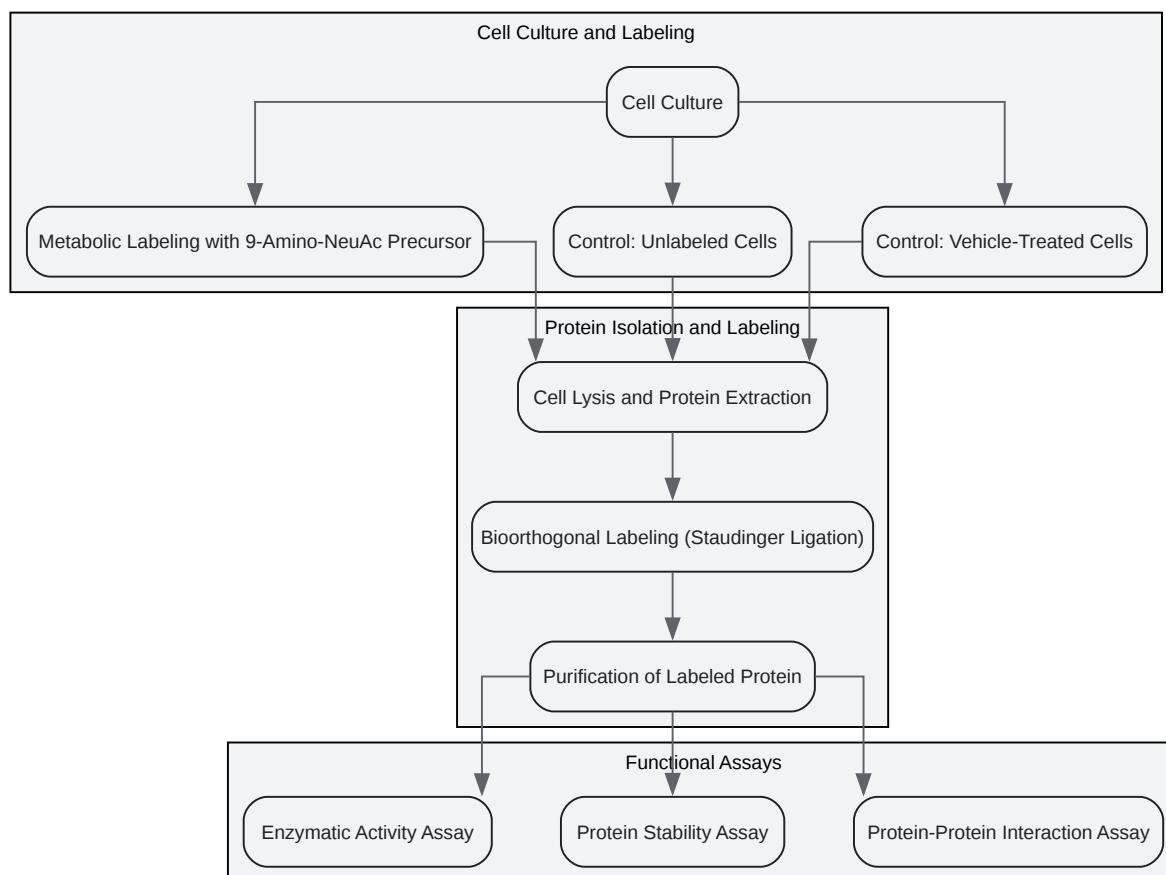 Cell Culture and Labeling
Cell Culture
Metabolic Labeling with 9-Amino-NeuAc Precursor
Control: Unlabeled Cells
Control: Vehicle-Treated Cells
Protein Isolation and Labeling
Cell Lysis and Protein Extraction
Bioorthogonal Labeling (Staudinger Ligation)
Purification of Labeled Protein
Functional Assays
Enzymatic Activity Assay
Protein Stability Assay
Protein-Protein Interaction Assay